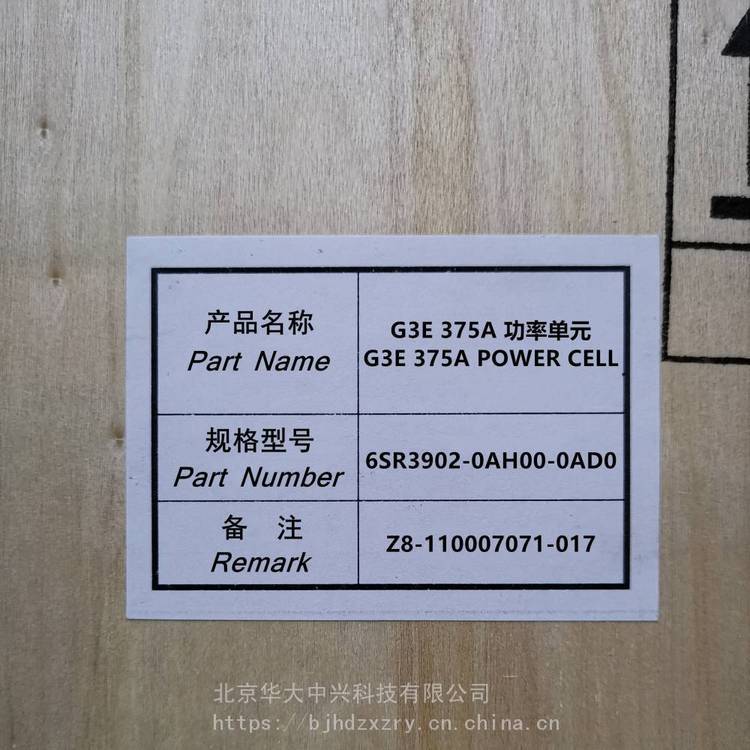 产品名称
Part Name
G3E 375A 功率单元
G3E 375A POWER CELL
规格型号
Part Number
6SR3902-0AH00-0AD0
备 注
Remark
Z8-110007071-017
北京华大中兴科技有限公司
https://bjhdzxzry.cn.china.cn